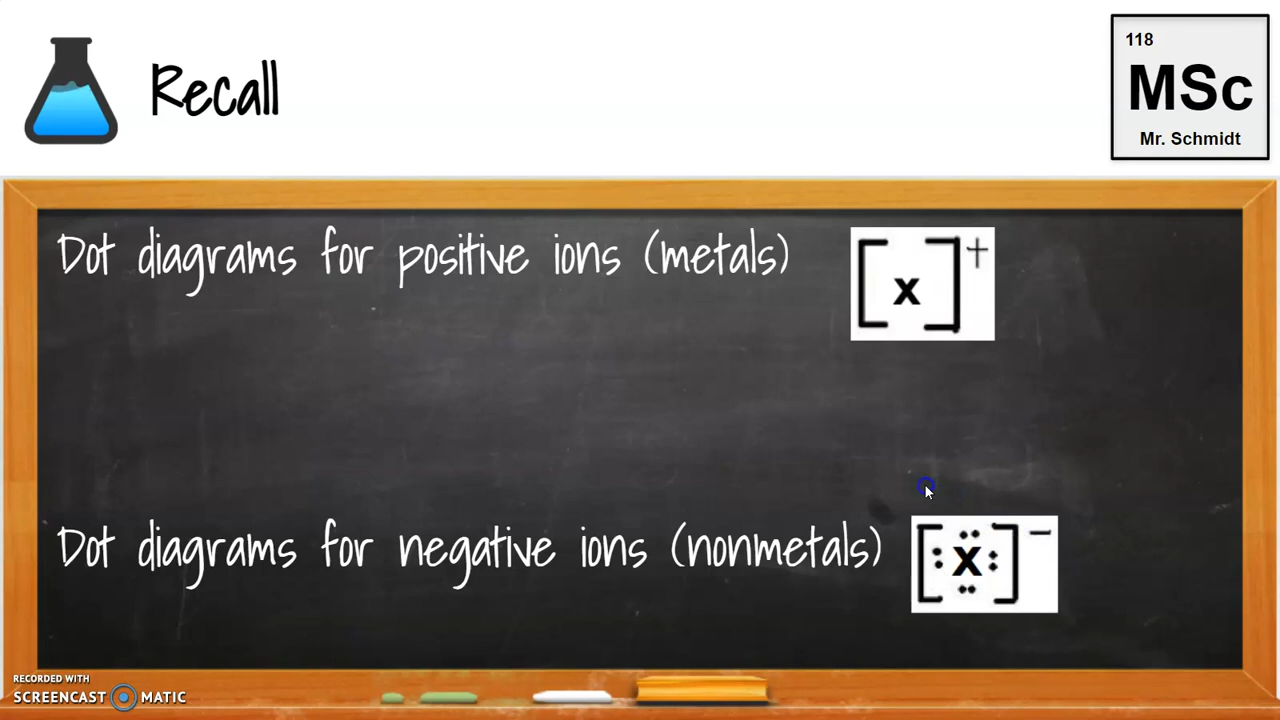 Recall
118
MSc
Mr. Schmidt
Dot diagrams for positive ions (metals)
[x]+
Dot diagrams for negative ions (nonmetals)
[:x:]−
RECORDED WITH
SCREENCAST MATIC